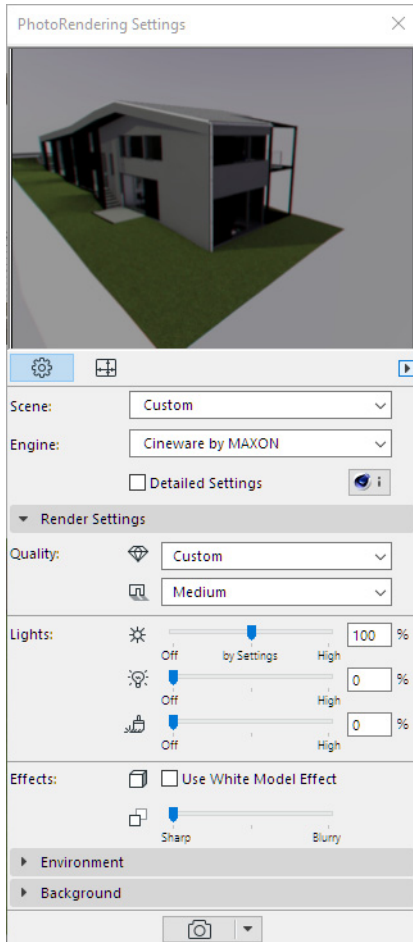 PhotoRendering Settings
Scene: Custom
Engine: Cineware by MAXON
Detailed Settings
i
Render Settings
Quality: Custom
Medium
Lights: 100 %
Off by Settings High
0 %
Off High
0 %
Off High
Effects: Use White Model Effect
Sharp Blurry
Environment
Background